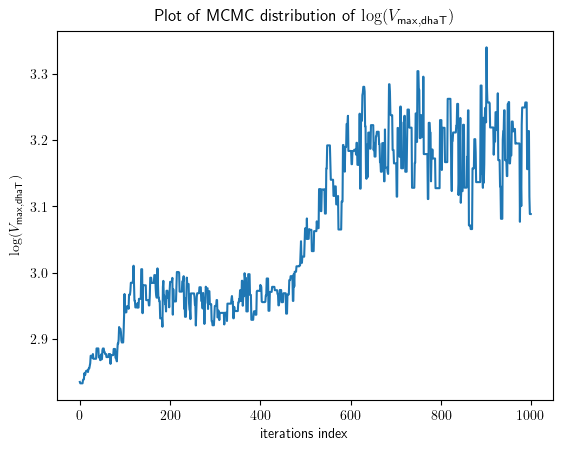 Plot of MCMC distribution of log(V_max,dhaT)
log(V_max,dhaT)
3.3
3.2
3.1
3.0
2.9
0 200 400 600 800 1000
iterations index